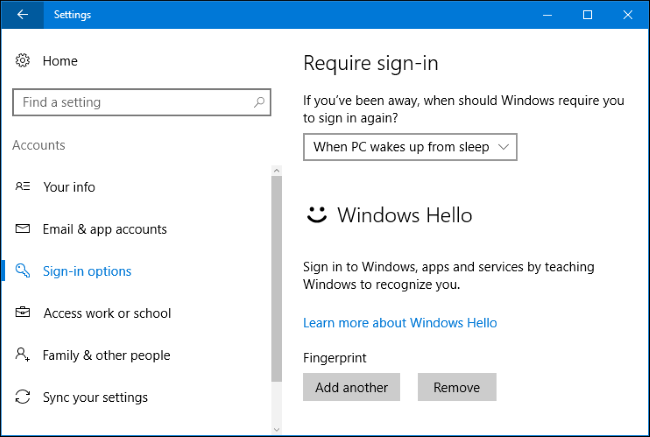 Settings
Home
Find a setting
Accounts
Your info
Email & app accounts
Sign-in options
Access work or school
Family & other people
Sync your settings
Require sign-in
If you’ve been away, when should Windows require you
to sign in again?
When PC wakes up from sleep
Windows Hello
Sign in to Windows, apps and services by teaching
Windows to recognize you.
Learn more about Windows Hello
Fingerprint
Add another
Remove